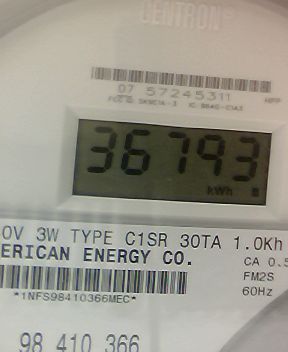 CENTRON®
07 57245311
36793
kWh
0V 3W TYPE C1SR 30TA 1.0Kh
ERICAN ENERGY CO.
CA 0.5
FM2S
*1NFS98410366MEC*
60Hz
98 410 366